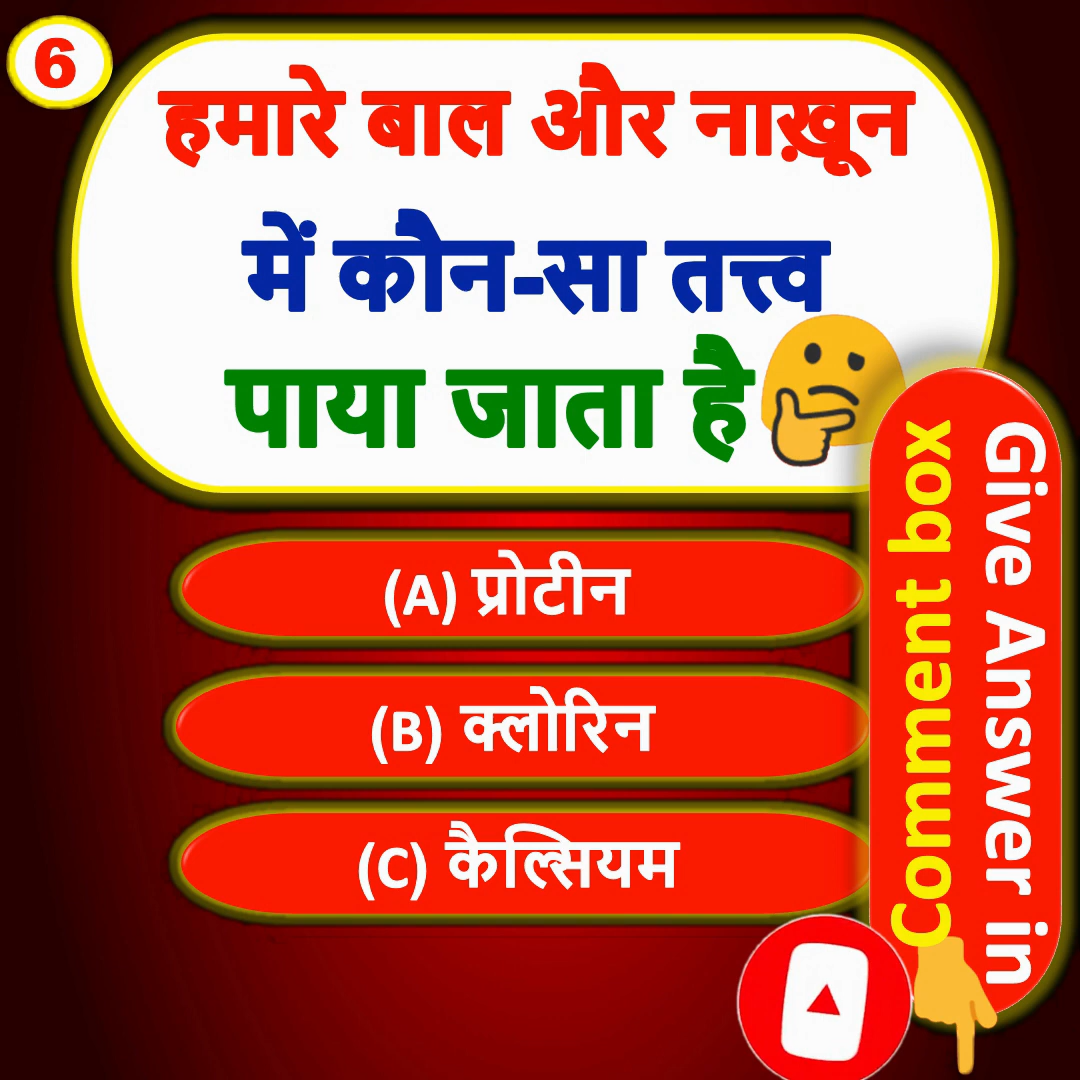 6
हमारे बाल और नाख़ून
में कौन-सा तत्त्व
पाया जाता है
(A) प्रोटीन
(B) क्लोरिन
(C) कैल्सियम
Give Answer in
Comment box